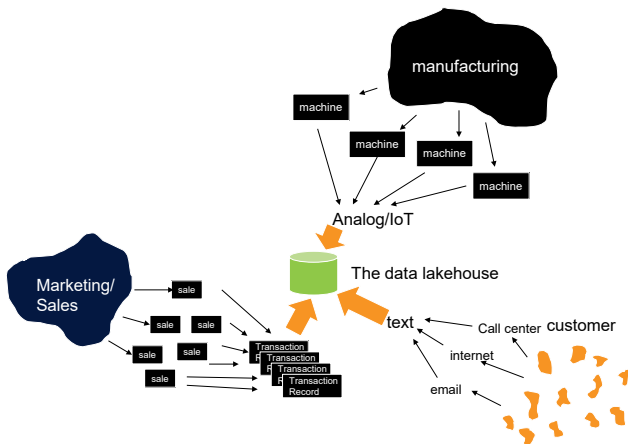 manufacturing
machine
machine
machine
machine
Analog/IoT
The data lakehouse
Marketing/
Sales
sale
sale
sale
sale
sale
sale
Transaction
R
Transaction
R
Transaction
R
Transaction
Record
text
Call center
customer
internet
email